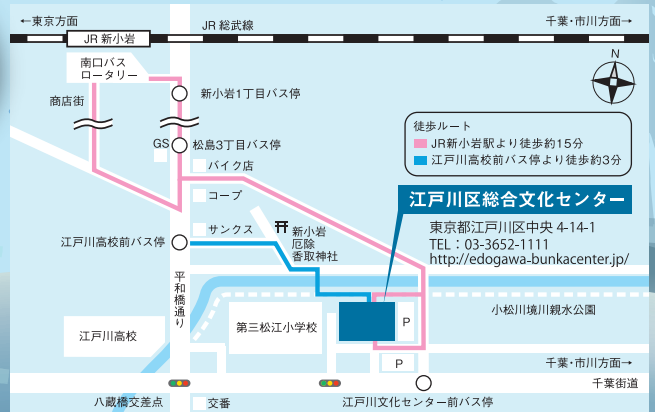 ←東京方面
JR 総武線
千葉・市川方面→
JR 新小岩
南口バス
ロータリー
N
商店街
新小岩1丁目バス停
徒歩ルート
JR新小岩駅より徒歩約15分
江戸川高校前バス停より徒歩約3分
GS
松島3丁目バス停
バイク店
コープ
江戸川区総合文化センター
東京都江戸川区中央 4-14-1
TEL：03-3652-1111
http://edogawa-bunkacenter.jp/
サンクス
新小岩
厄除
香取神社
江戸川高校前バス停
平和橋通り
小松川境川親水公園
江戸川高校
第三松江小学校
P
P
千葉・市川方面→
千葉街道
八蔵橋交差点
交番
江戸川文化センター前バス停